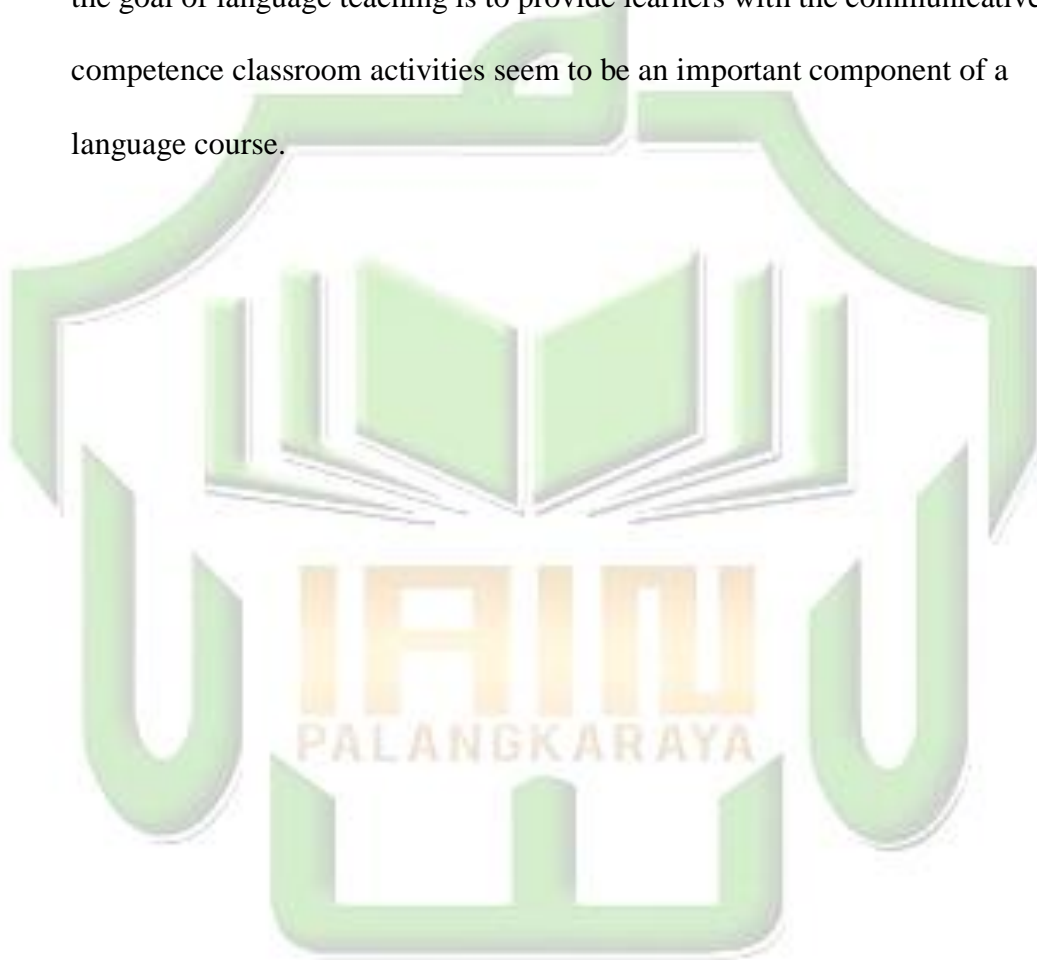 the goal of language teaching is to provide learners with the communicative
competence classroom activities seem to be an important component of a
language course.
IAIN
PALANGKARAYA